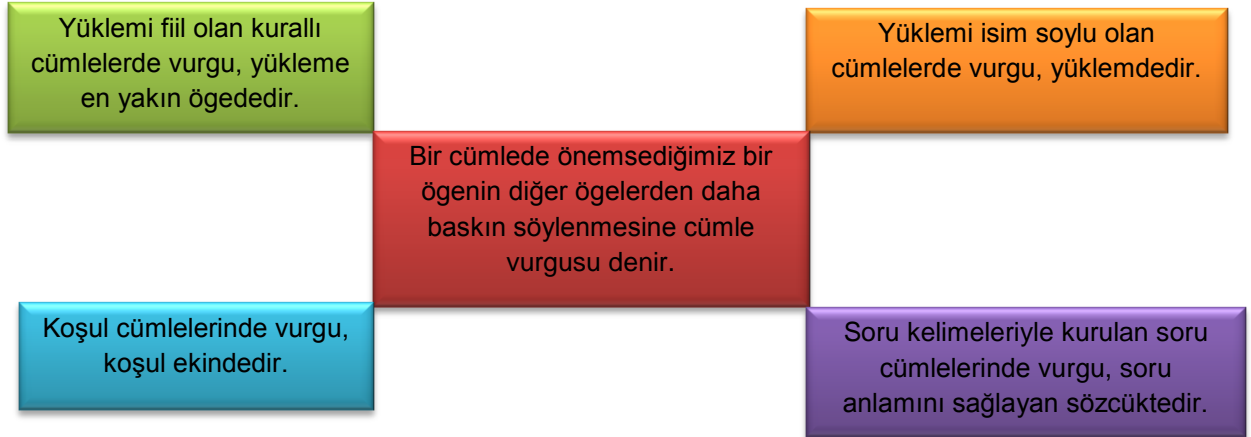 Yüklemi fiil olan kurallı
cümlelerde vurgu, yükleme
en yakın ögededir.
Yüklemi isim soylu olan
cümlelerde vurgu, yüklemdedir.
Bir cümlede önemsediğimiz bir
ögenin diğer ögelerden daha
baskın söylenmesine cümle
vurgusu denir.
Koşul cümlelerinde vurgu,
koşul ekindedir.
Soru kelimeleriyle kurulan soru
cümlelerinde vurgu, soru
anlamını sağlayan sözcüktedir.